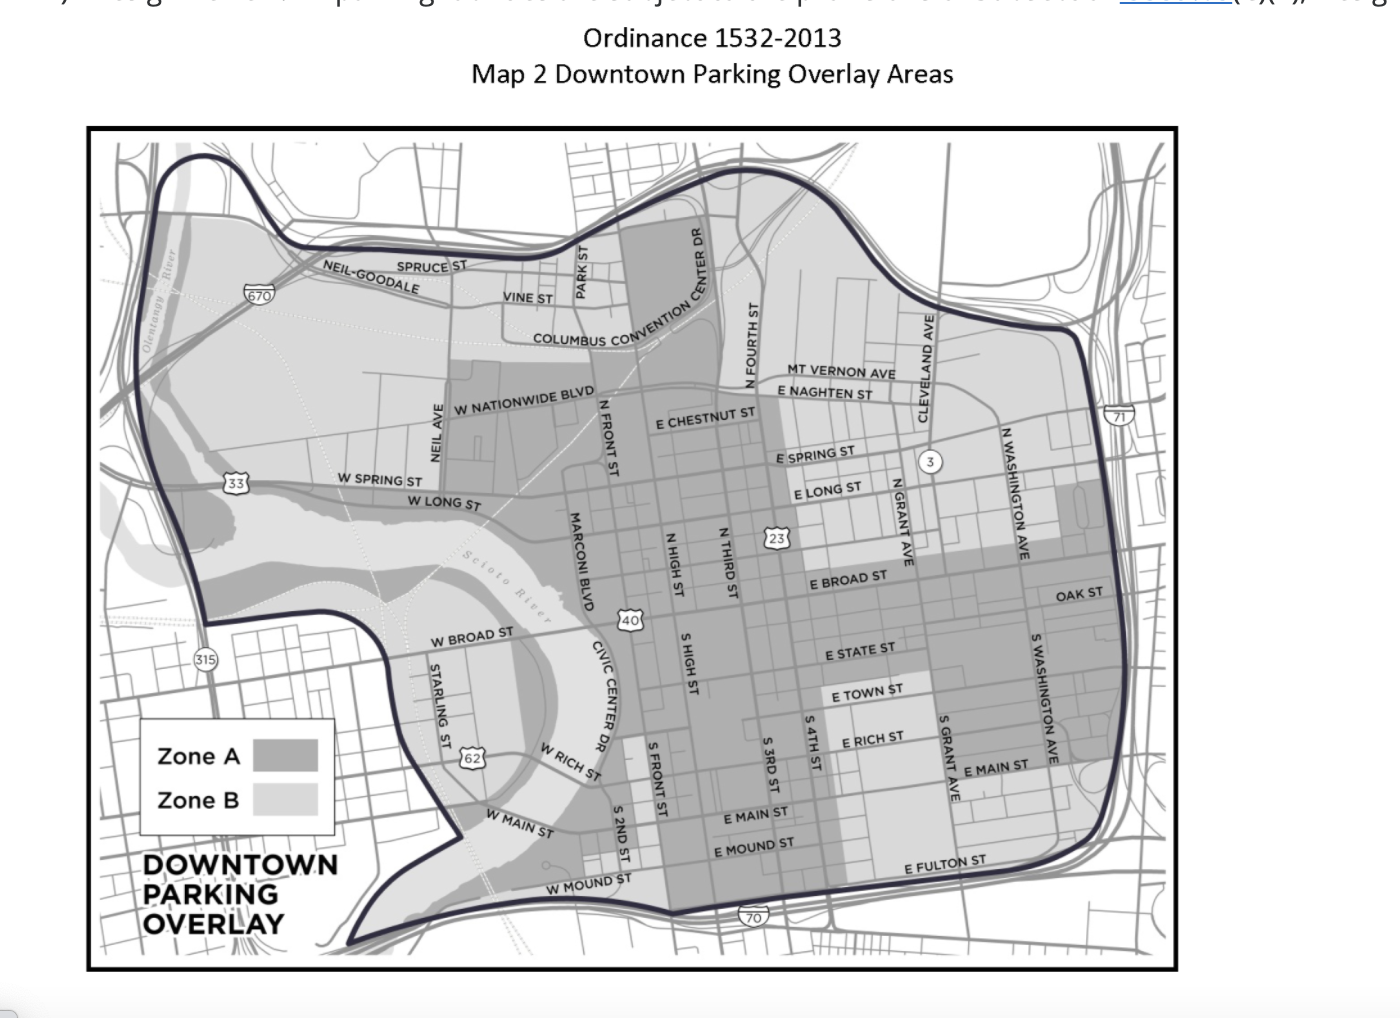 Ordinance 1532-2013
Map 2 Downtown Parking Overlay Areas
NEIL-GOODALE
SPRUCE ST
PARK ST
VINE ST
COLUMBUS CONVENTION CENTER DR
670
Olentangy River
N FOURTH ST
MT VERNON AVE
E NAGHTEN ST
CLEVELAND AVE
71
W NATIONWIDE BLVD
NEIL AVE
N FRONT ST
E CHESTNUT ST
E SPRING ST
3
N WASHINGTON AVE
33
W SPRING ST
W LONG ST
E LONG ST
N GRANT AVE
MARCONI BLVD
N HIGH ST
N THIRD ST
23
Scioto River
E BROAD ST
OAK ST
40
W BROAD ST
315
STARLING ST
CIVIC CENTER DR
S HIGH ST
E STATE ST
S WASHINGTON AVE
E TOWN ST
S 4TH ST
E RICH ST
S GRANT AVE
E MAIN ST
62
W RICH ST
S FRONT ST
S 3RD ST
W MAIN ST
S 2ND ST
E MAIN ST
E MOUND ST
E FULTON ST
W MOUND ST
70
Zone A
Zone B
DOWNTOWN
PARKING
OVERLAY